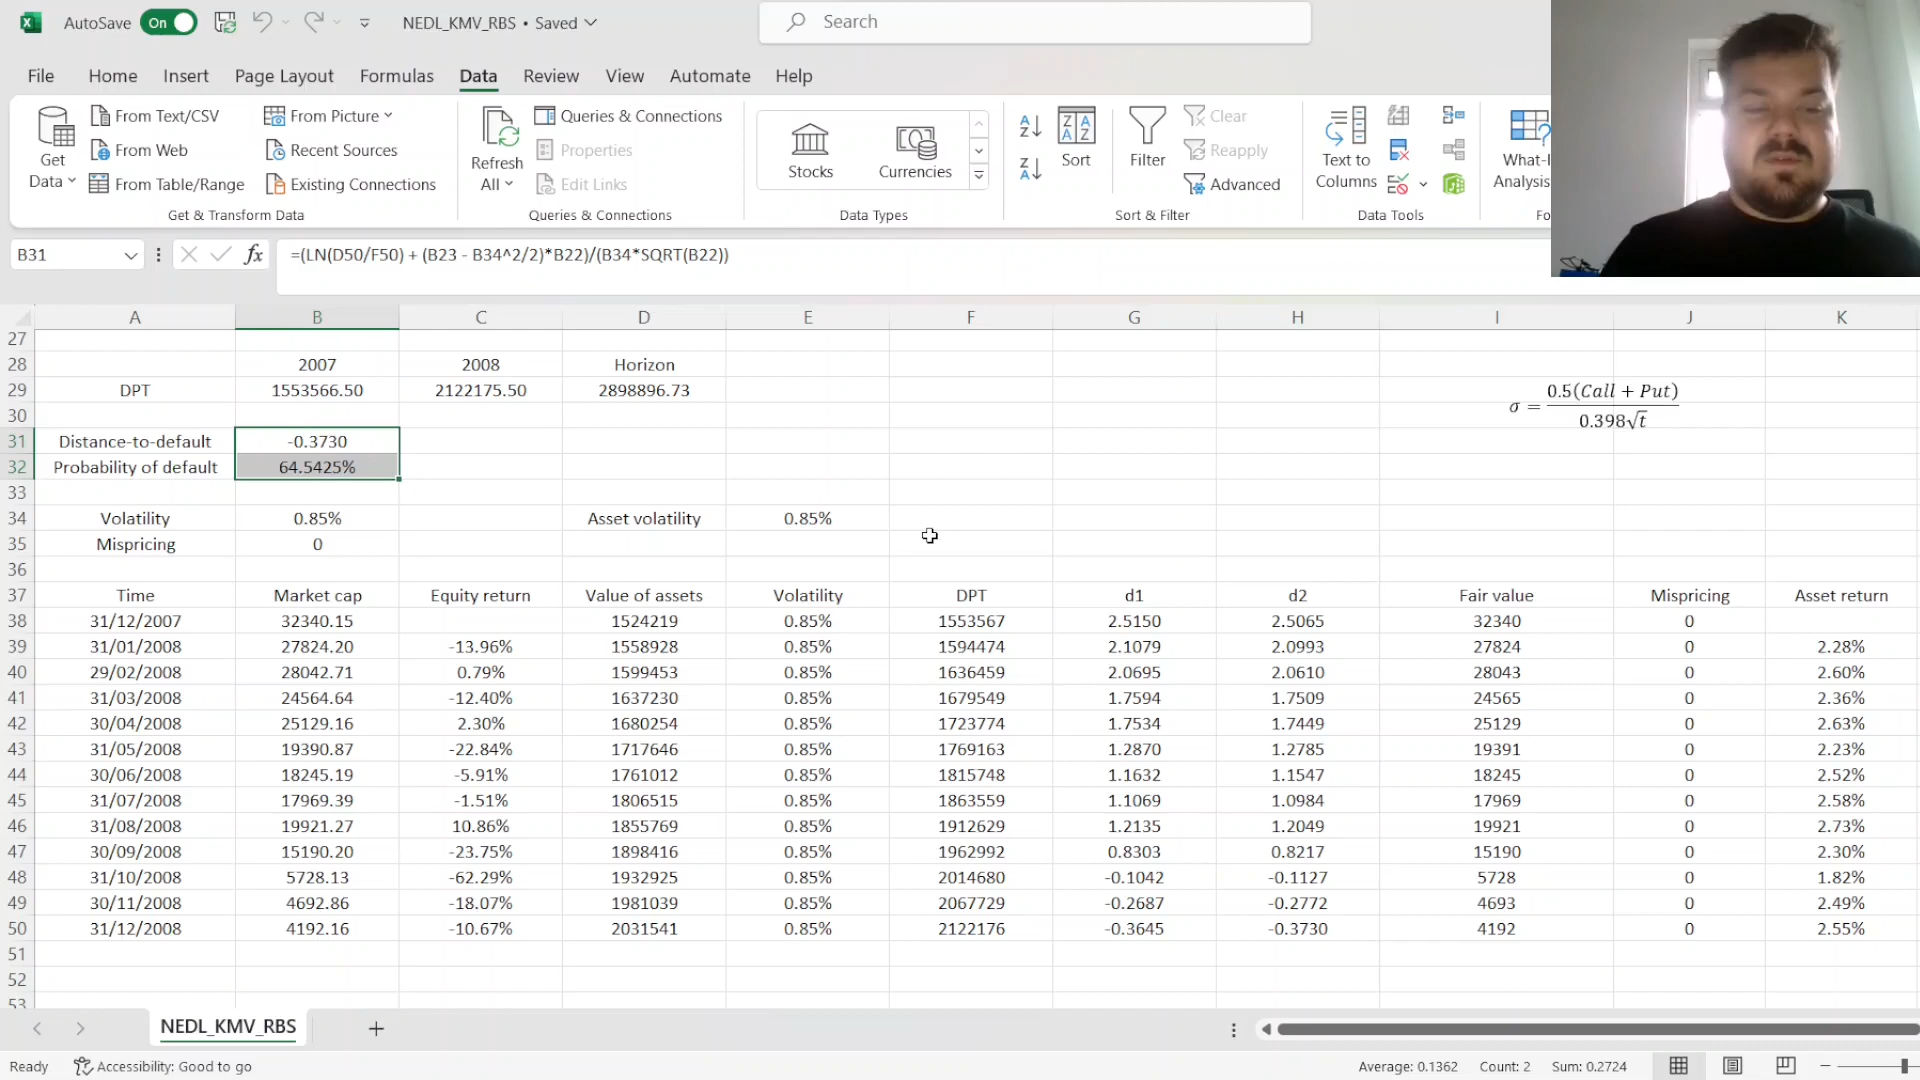 AutoSave On NEDL_KMV_RBS • Saved Search
File Home Insert Page Layout Formulas Data Review View Automate Help
Get Data From Text/CSV From Web From Table/Range From Picture Recent Sources Existing Connections
Refresh All Queries & Connections Properties Edit Links
Stocks Currencies
Sort Filter Clear Reapply Advanced
Text to Columns
Analysis
Get & Transform Data Queries & Connections Data Types Sort & Filter Data Tools
B31 fx =(LN(D50/F50) + (B23 - B34^2/2)*B22)/(B34*SQRT(B22))
A B C D E F G H I J K
27
28 2007 2008 Horizon
29 DPT 1553566.50 2122175.50 2898896.73
σ = 0.5(Call + Put) / 0.398√t
30
31 Distance-to-default -0.3730
32 Probability of default 64.5425%
33
34 Volatility 0.85% Asset volatility 0.85%
35 Mispricing 0
36
37 Time Market cap Equity return Value of assets Volatility DPT d1 d2 Fair value Mispricing Asset return
38 31/12/2007 32340.15 1524219 0.85% 1553567 2.5150 2.5065 32340 0
39 31/01/2008 27824.20 -13.96% 1558928 0.85% 1594474 2.1079 2.0993 27824 0 2.28%
40 29/02/2008 28042.71 0.79% 1599453 0.85% 1636459 2.0695 2.0610 28043 0 2.60%
41 31/03/2008 24564.64 -12.40% 1637230 0.85% 1679549 1.7594 1.7509 24565 0 2.36%
42 30/04/2008 25129.16 2.30% 1680254 0.85% 1723774 1.7534 1.7449 25129 0 2.63%
43 31/05/2008 19390.87 -22.84% 1717646 0.85% 1769163 1.2870 1.2785 19391 0 2.23%
44 30/06/2008 18245.19 -5.91% 1761012 0.85% 1815748 1.1632 1.1547 18245 0 2.52%
45 31/07/2008 17969.39 -1.51% 1806515 0.85% 1863559 1.1069 1.0984 17969 0 2.58%
46 31/08/2008 19921.27 10.86% 1855769 0.85% 1912629 1.2135 1.2049 19921 0 2.73%
47 30/09/2008 15190.20 -23.75% 1898416 0.85% 1962992 0.8303 0.8217 15190 0 2.30%
48 31/10/2008 5728.13 -62.29% 1932925 0.85% 2014680 -0.1042 -0.1127 5728 0 1.82%
49 30/11/2008 4692.86 -18.07% 1981039 0.85% 2067729 -0.2687 -0.2772 4693 0 2.49%
50 31/12/2008 4192.16 -10.67% 2031541 0.85% 2122176 -0.3645 -0.3730 4192 0 2.55%
51
52
53
NEDL_KMV_RBS
Ready Accessibility: Good to go Average: 0.1362 Count: 2 Sum: 0.2724